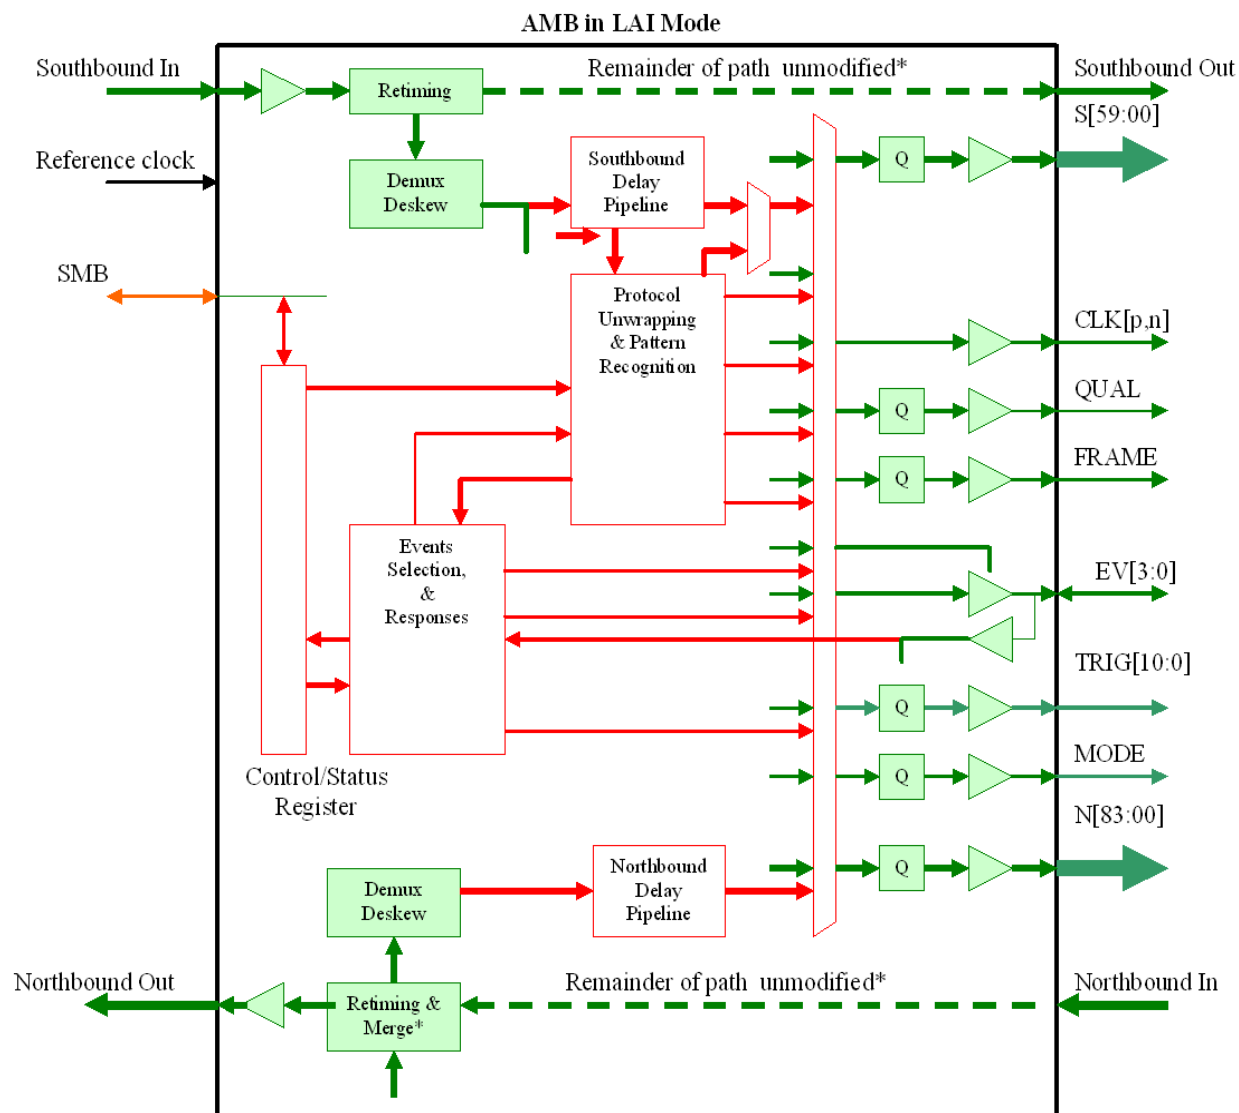 AMB in LAI Mode
Southbound In
Remainder of path unmodified*
Southbound Out
Retiming
S[59:00]
Reference clock
Demux
Deskew
Southbound
Delay
Pipeline
Q
SMB
Protocol
Unwrapping
& Pattern
Recognition
CLK[p,n]
QUAL
Q
FRAME
Q
Events
Selection,
&
Responses
EV[3:0]
TRIG[10:0]
Q
MODE
Q
Control/Status
Register
N[83:00]
Q
Northbound
Delay
Pipeline
Demux
Deskew
Northbound Out
Remainder of path unmodified*
Northbound In
Retiming &
Merge*